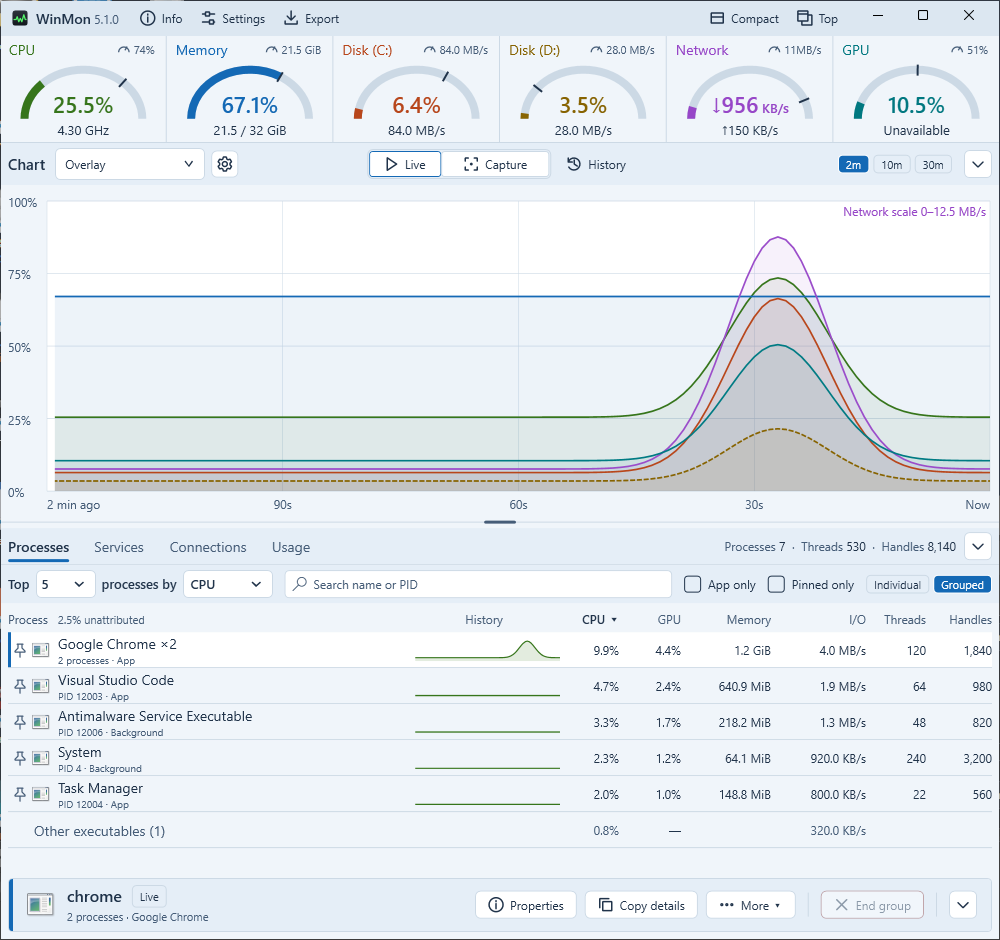 WinMon 5.1.0 Info Settings Export Compact Top
CPU 74% Memory 21.5 GiB Disk (C:) 84.0 MB/s Disk (D:) 28.0 MB/s Network 11MB/s GPU 51%
25.5% 67.1% 6.4% 3.5% ↓956 KB/s 10.5%
4.30 GHz 21.5 / 32 GiB 84.0 MB/s 28.0 MB/s ↑150 KB/s Unavailable
Chart Overlay Live Capture History 2m 10m 30m
100%
Network scale 0–12.5 MB/s
75%
50%
25%
0%
2 min ago 90s 60s 30s Now
Processes Services Connections Usage Processes 7 · Threads 530 · Handles 8,140
Top 5 processes by CPU Search name or PID App only Pinned only Individual Grouped
Process 2.5% unattributed History CPU ▼ GPU Memory I/O Threads Handles
Google Chrome ×2 9.9% 4.4% 1.2 GiB 4.0 MB/s 120 1,840
2 processes · App
Visual Studio Code 4.7% 2.4% 640.9 MiB 1.9 MB/s 64 980
PID 12003 · App
Antimalware Service Executable 3.3% 1.7% 218.2 MiB 1.3 MB/s 48 820
PID 12006 · Background
System 2.3% 1.2% 64.1 MiB 920.0 KB/s 240 3,200
PID 4 · Background
Task Manager 2.0% 1.0% 148.8 MiB 800.0 KB/s 22 560
PID 12004 · App
Other executables (1) 0.8% — 320.0 KB/s
chrome Live
2 processes · Google Chrome
Properties Copy details More End group